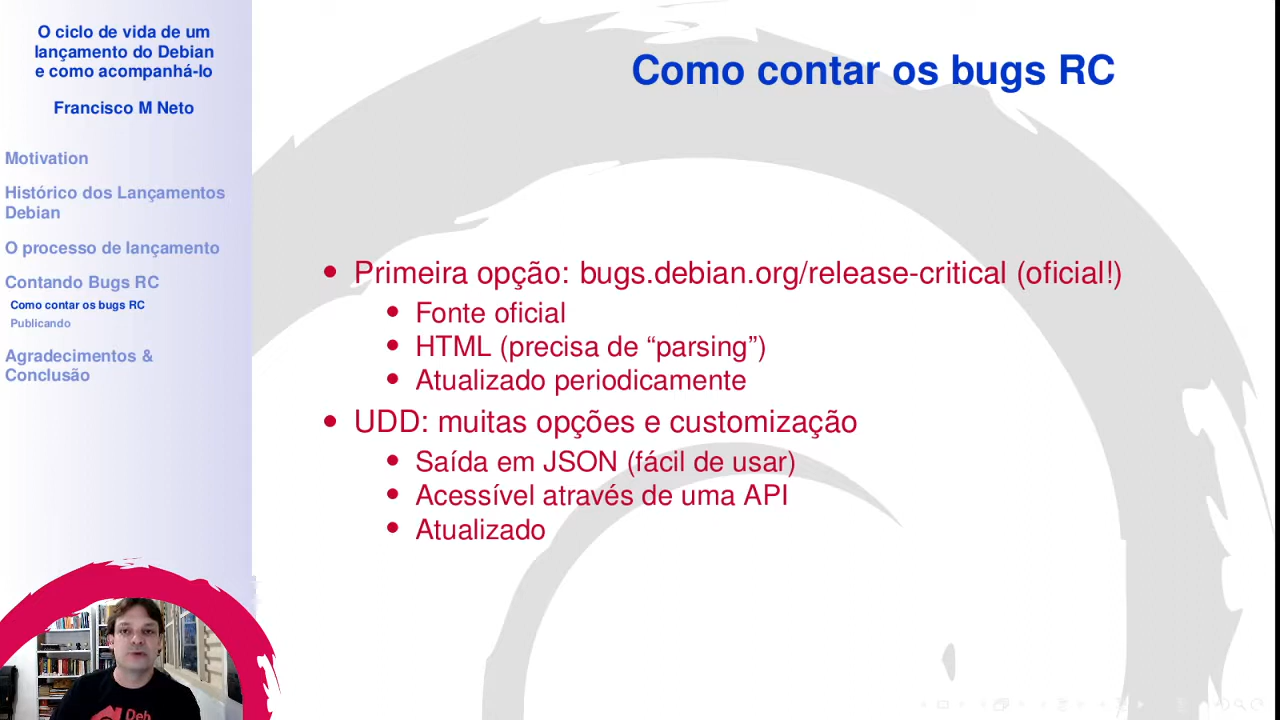 O ciclo de vida de um
lançamento do Debian
e como acompanhá-lo
Francisco M Neto
Motivation
Histórico dos Lançamentos
Debian
O processo de lançamento
Contando Bugs RC
Como contar os bugs RC
Publicando
Agradecimentos &
Conclusão
Como contar os bugs RC
• Primeira opção: bugs.debian.org/release-critical (oficial!)
• Fonte oficial
• HTML (precisa de “parsing”)
• Atualizado periodicamente
• UDD: muitas opções e customização
• Saída em JSON (fácil de usar)
• Acessível através de uma API
• Atualizado
Deb